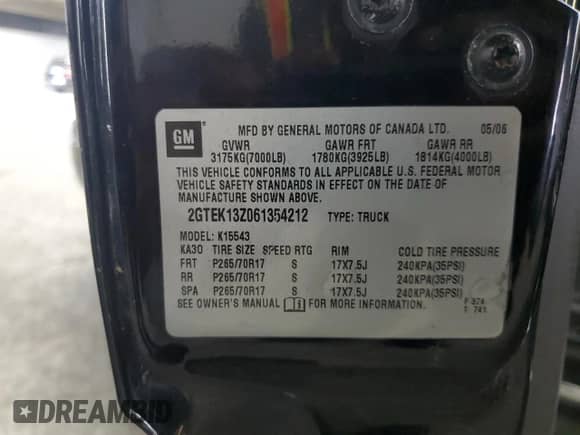 GM
MFD BY GENERAL MOTORS OF CANADA LTD. 05/06
GVWR GAWR FRT GAWR RR
3175KG(7000LB) 1780KG(3925LB) 1814KG(4000LB)
THIS VEHICLE CONFORMS TO ALL APPLICABLE U.S. FEDERAL MOTOR
VEHICLE SAFETY STANDARDS IN EFFECT ON THE DATE OF
MANUFACTURE SHOWN ABOVE.
2GTEK13Z061354212 TYPE: TRUCK
MODEL: K15543
KA30 TIRE SIZE SPEED RTG RIM COLD TIRE PRESSURE
FRT P265/70R17 S 17X7.5J 240KPA(35PSI)
RR P265/70R17 S 17X7.5J 240KPA(35PSI)
SPA P265/70R17 S 17X7.5J 240KPA(35PSI)
SEE OWNER'S MANUAL FOR MORE INFORMATION.
F 374
T 741
DREAMBID